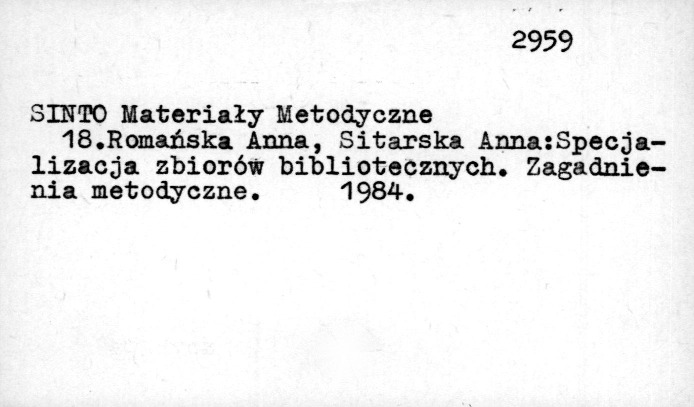 2959
SINTO Materiały Metodyczne
18.Romańska Anna, Sitarska Anna:Specja-
lizacja zbiorów bibliotecznych. Zagadnie-
nia metodyczne. 1984.